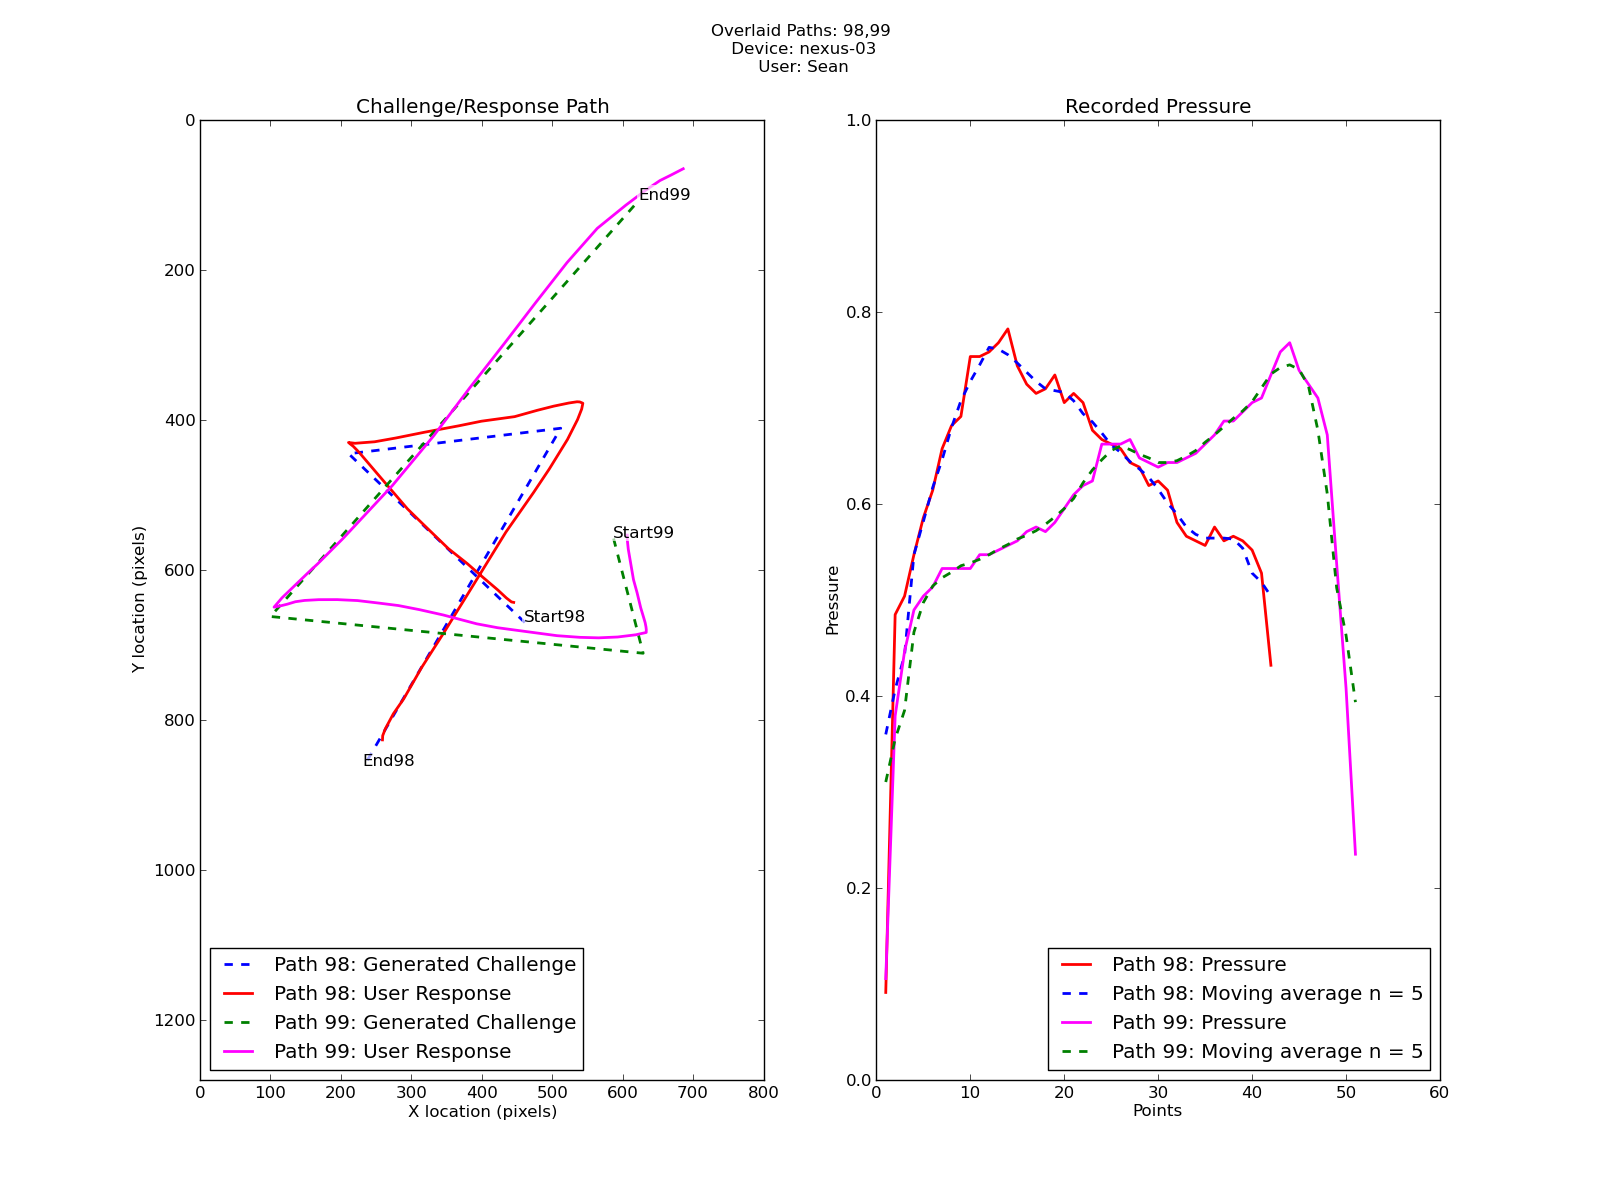 Overlaid Paths: 98,99
Device: nexus-03
User: Sean
Challenge/Response Path
0
200
400
600
800
1000
1200
Y location (pixels)
End99
Start99
Start98
End98
Path 98: Generated Challenge
Path 98: User Response
Path 99: Generated Challenge
Path 99: User Response
0 100 200 300 400 500 600 700 800
X location (pixels)
Recorded Pressure
1.0
0.8
0.6
0.4
0.2
0.0
Pressure
Path 98: Pressure
Path 98: Moving average n = 5
Path 99: Pressure
Path 99: Moving average n = 5
0 10 20 30 40 50 60
Points